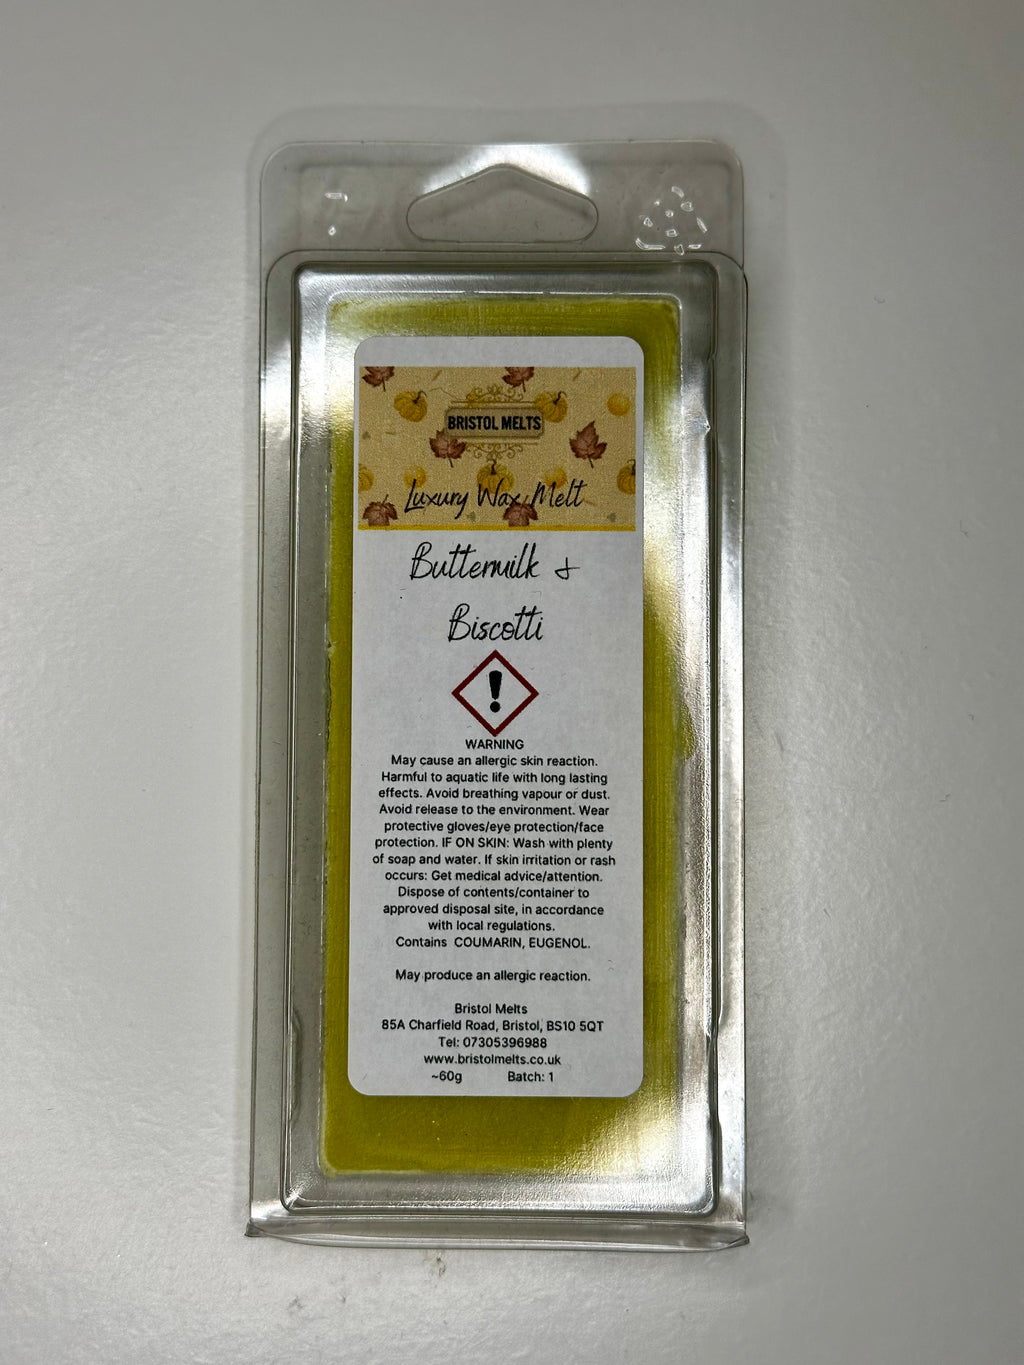 BRISTOL MELTS
Luxury Wax Melt
Buttermilk &
Biscotti
WARNING
May cause an allergic skin reaction.
Harmful to aquatic life with long lasting
effects. Avoid breathing vapour or dust.
Avoid release to the environment. Wear
protective gloves/eye protection/face
protection. IF ON SKIN: Wash with plenty
of soap and water. If skin irritation or rash
occurs: Get medical advice/attention.
Dispose of contents/container to
approved disposal site, in accordance
with local regulations.
Contains  COUMARIN, EUGENOL.
May produce an allergic reaction.
Bristol Melts
85A Charfield Road, Bristol, BS10 5QT
Tel: 07305396988
www.bristolmelts.co.uk
~60g Batch: 1